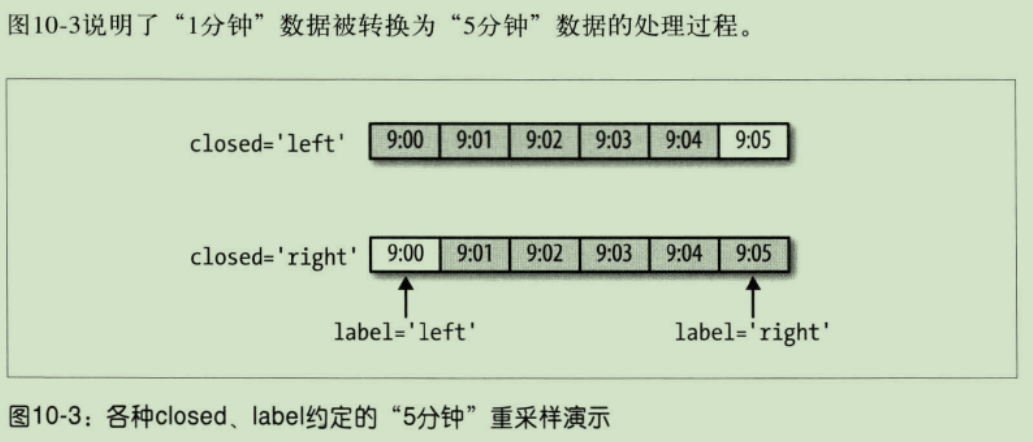 图10-3说明了“1分钟”数据被转换为“5分钟”数据的处理过程。
closed='left' 9:00 9:01 9:02 9:03 9:04 9:05
closed='right' 9:00 9:01 9:02 9:03 9:04 9:05
label='left' label='right'
图10-3：各种closed、label约定的“5分钟”重采样演示